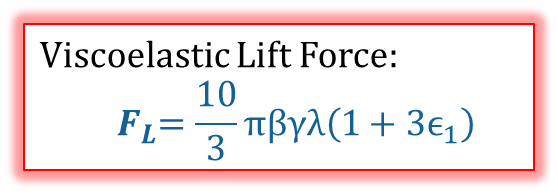 Viscoelastic Lift Force:
F_L= 10/3 πβγλ(1 + 3ϵ₁)